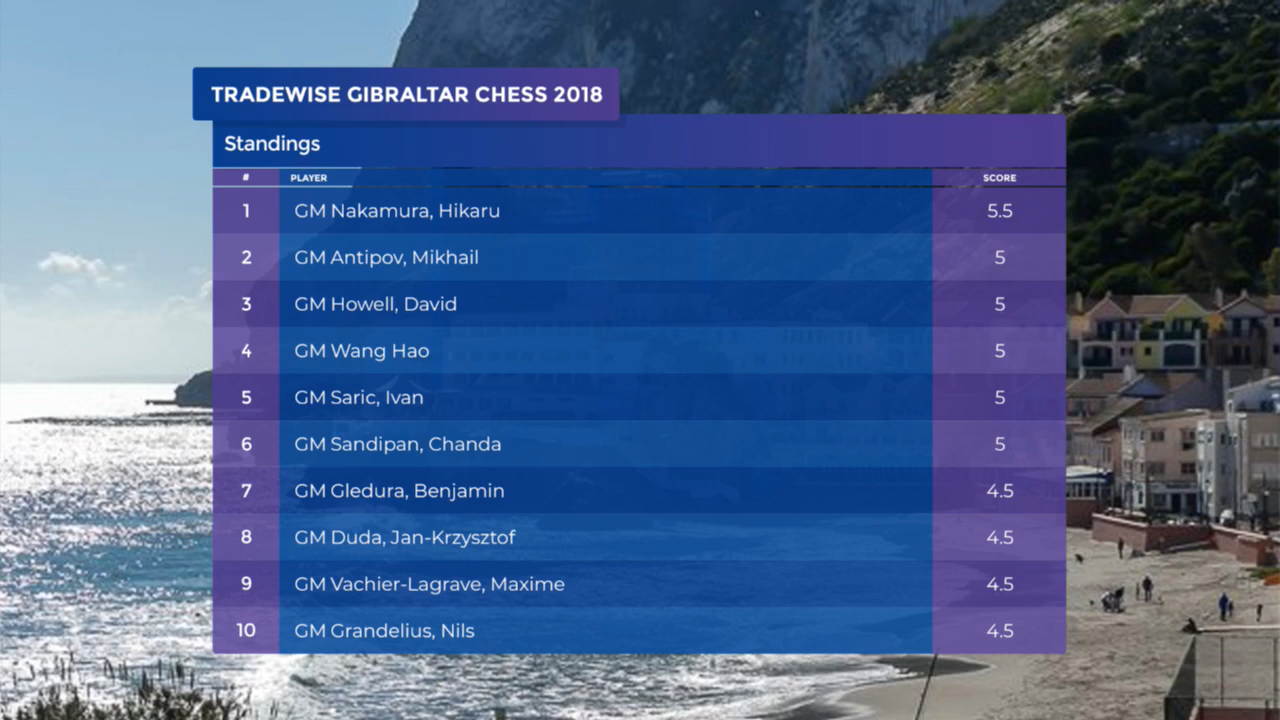 TRADEWISE GIBRALTAR CHESS 2018
Standings
# PLAYER SCORE
1 GM Nakamura, Hikaru 5.5
2 GM Antipov, Mikhail 5
3 GM Howell, David 5
4 GM Wang Hao 5
5 GM Saric, Ivan 5
6 GM Sandipan, Chanda 5
7 GM Gledura, Benjamin 4.5
8 GM Duda, Jan-Krzysztof 4.5
9 GM Vachier-Lagrave, Maxime 4.5
10 GM Grandelius, Nils 4.5